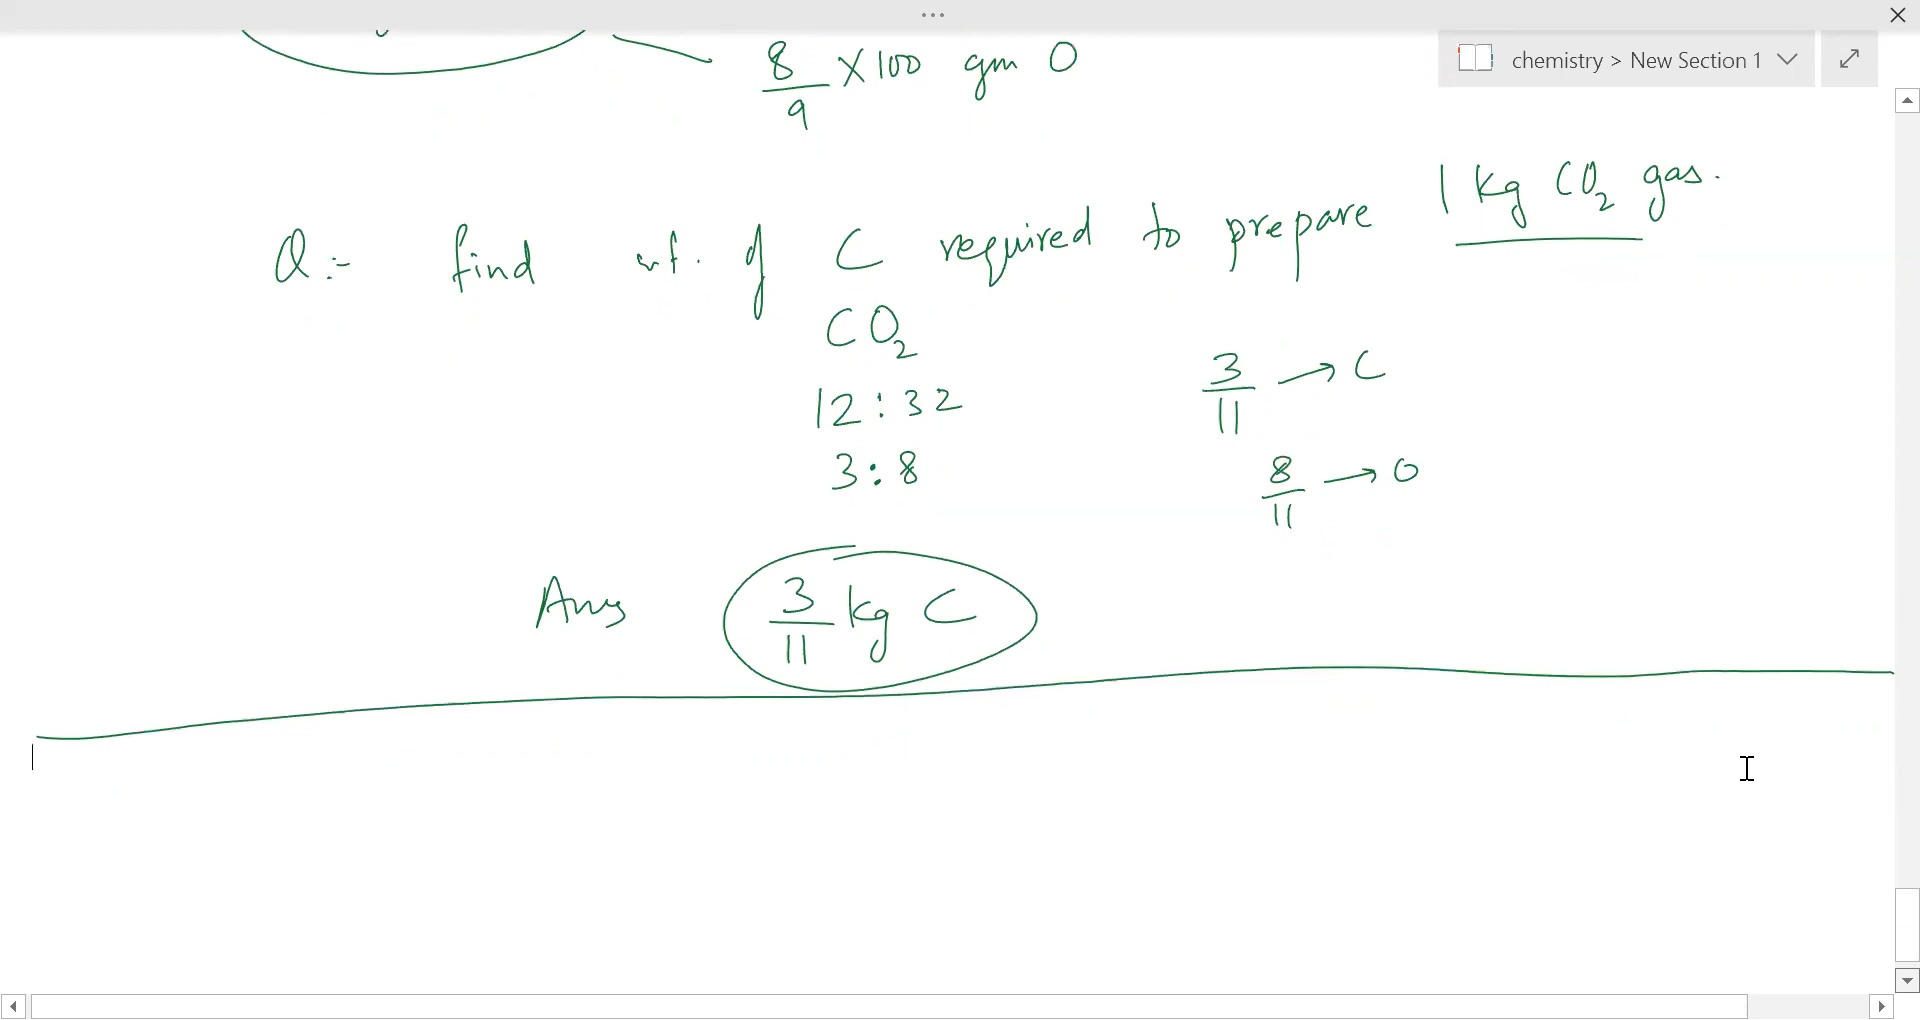 ...
chemistry > New Section 1
8/9 X 100 gm O
Q:- find wt. of C required to prepare 1 kg CO₂ gas.
CO₂
12:32
3:8
3/11 → C
8/11 → O
Ans 3/11 kg C